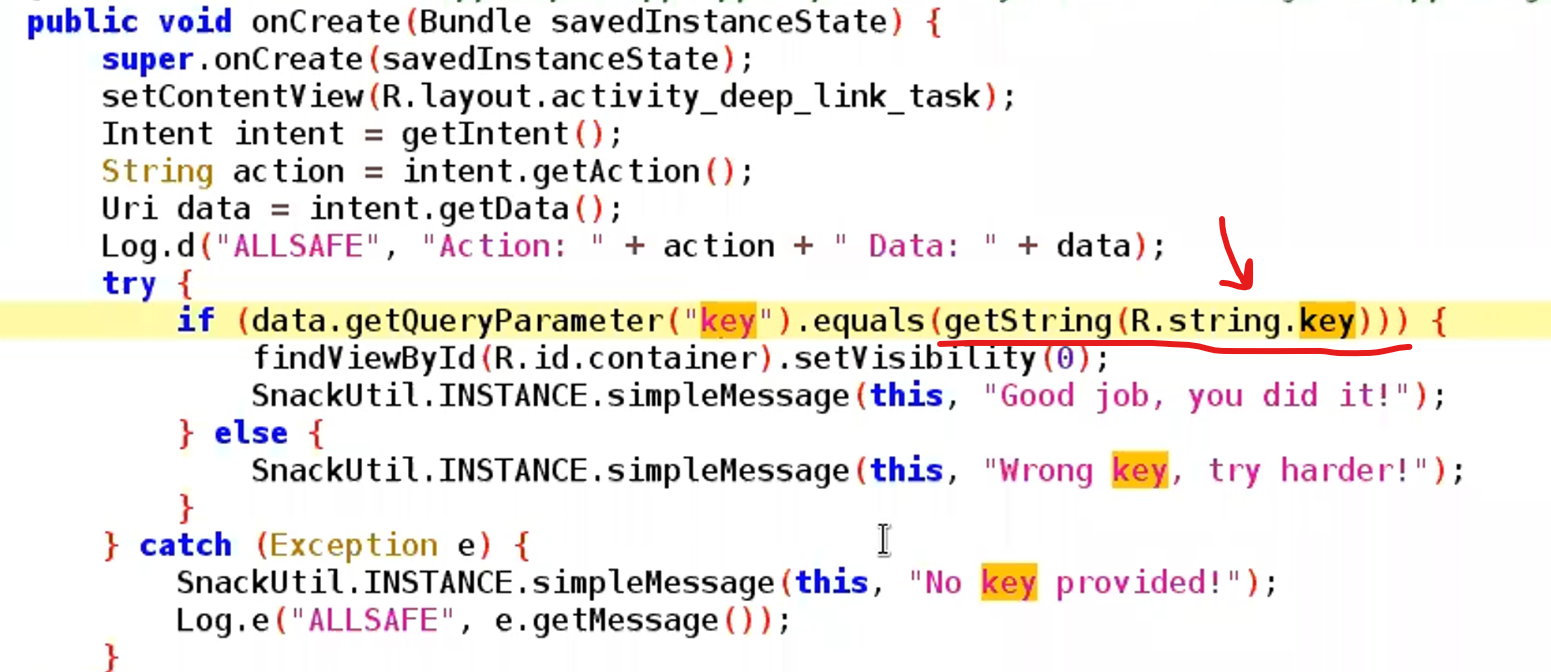 public void onCreate(Bundle savedInstanceState) {
super.onCreate(savedInstanceState);
setContentView(R.layout.activity_deep_link_task);
Intent intent = getIntent();
String action = intent.getAction();
Uri data = intent.getData();
Log.d("ALLSAFE", "Action: " + action + " Data: " + data);
try {
if (data.getQueryParameter("key").equals(getString(R.string.key))) {
findViewById(R.id.container).setVisibility(0);
SnackUtil.INSTANCE.simpleMessage(this, "Good job, you did it!");
} else {
SnackUtil.INSTANCE.simpleMessage(this, "Wrong key, try harder!");
}
} catch (Exception e) {
SnackUtil.INSTANCE.simpleMessage(this, "No key provided!");
Log.e("ALLSAFE", e.getMessage());
}